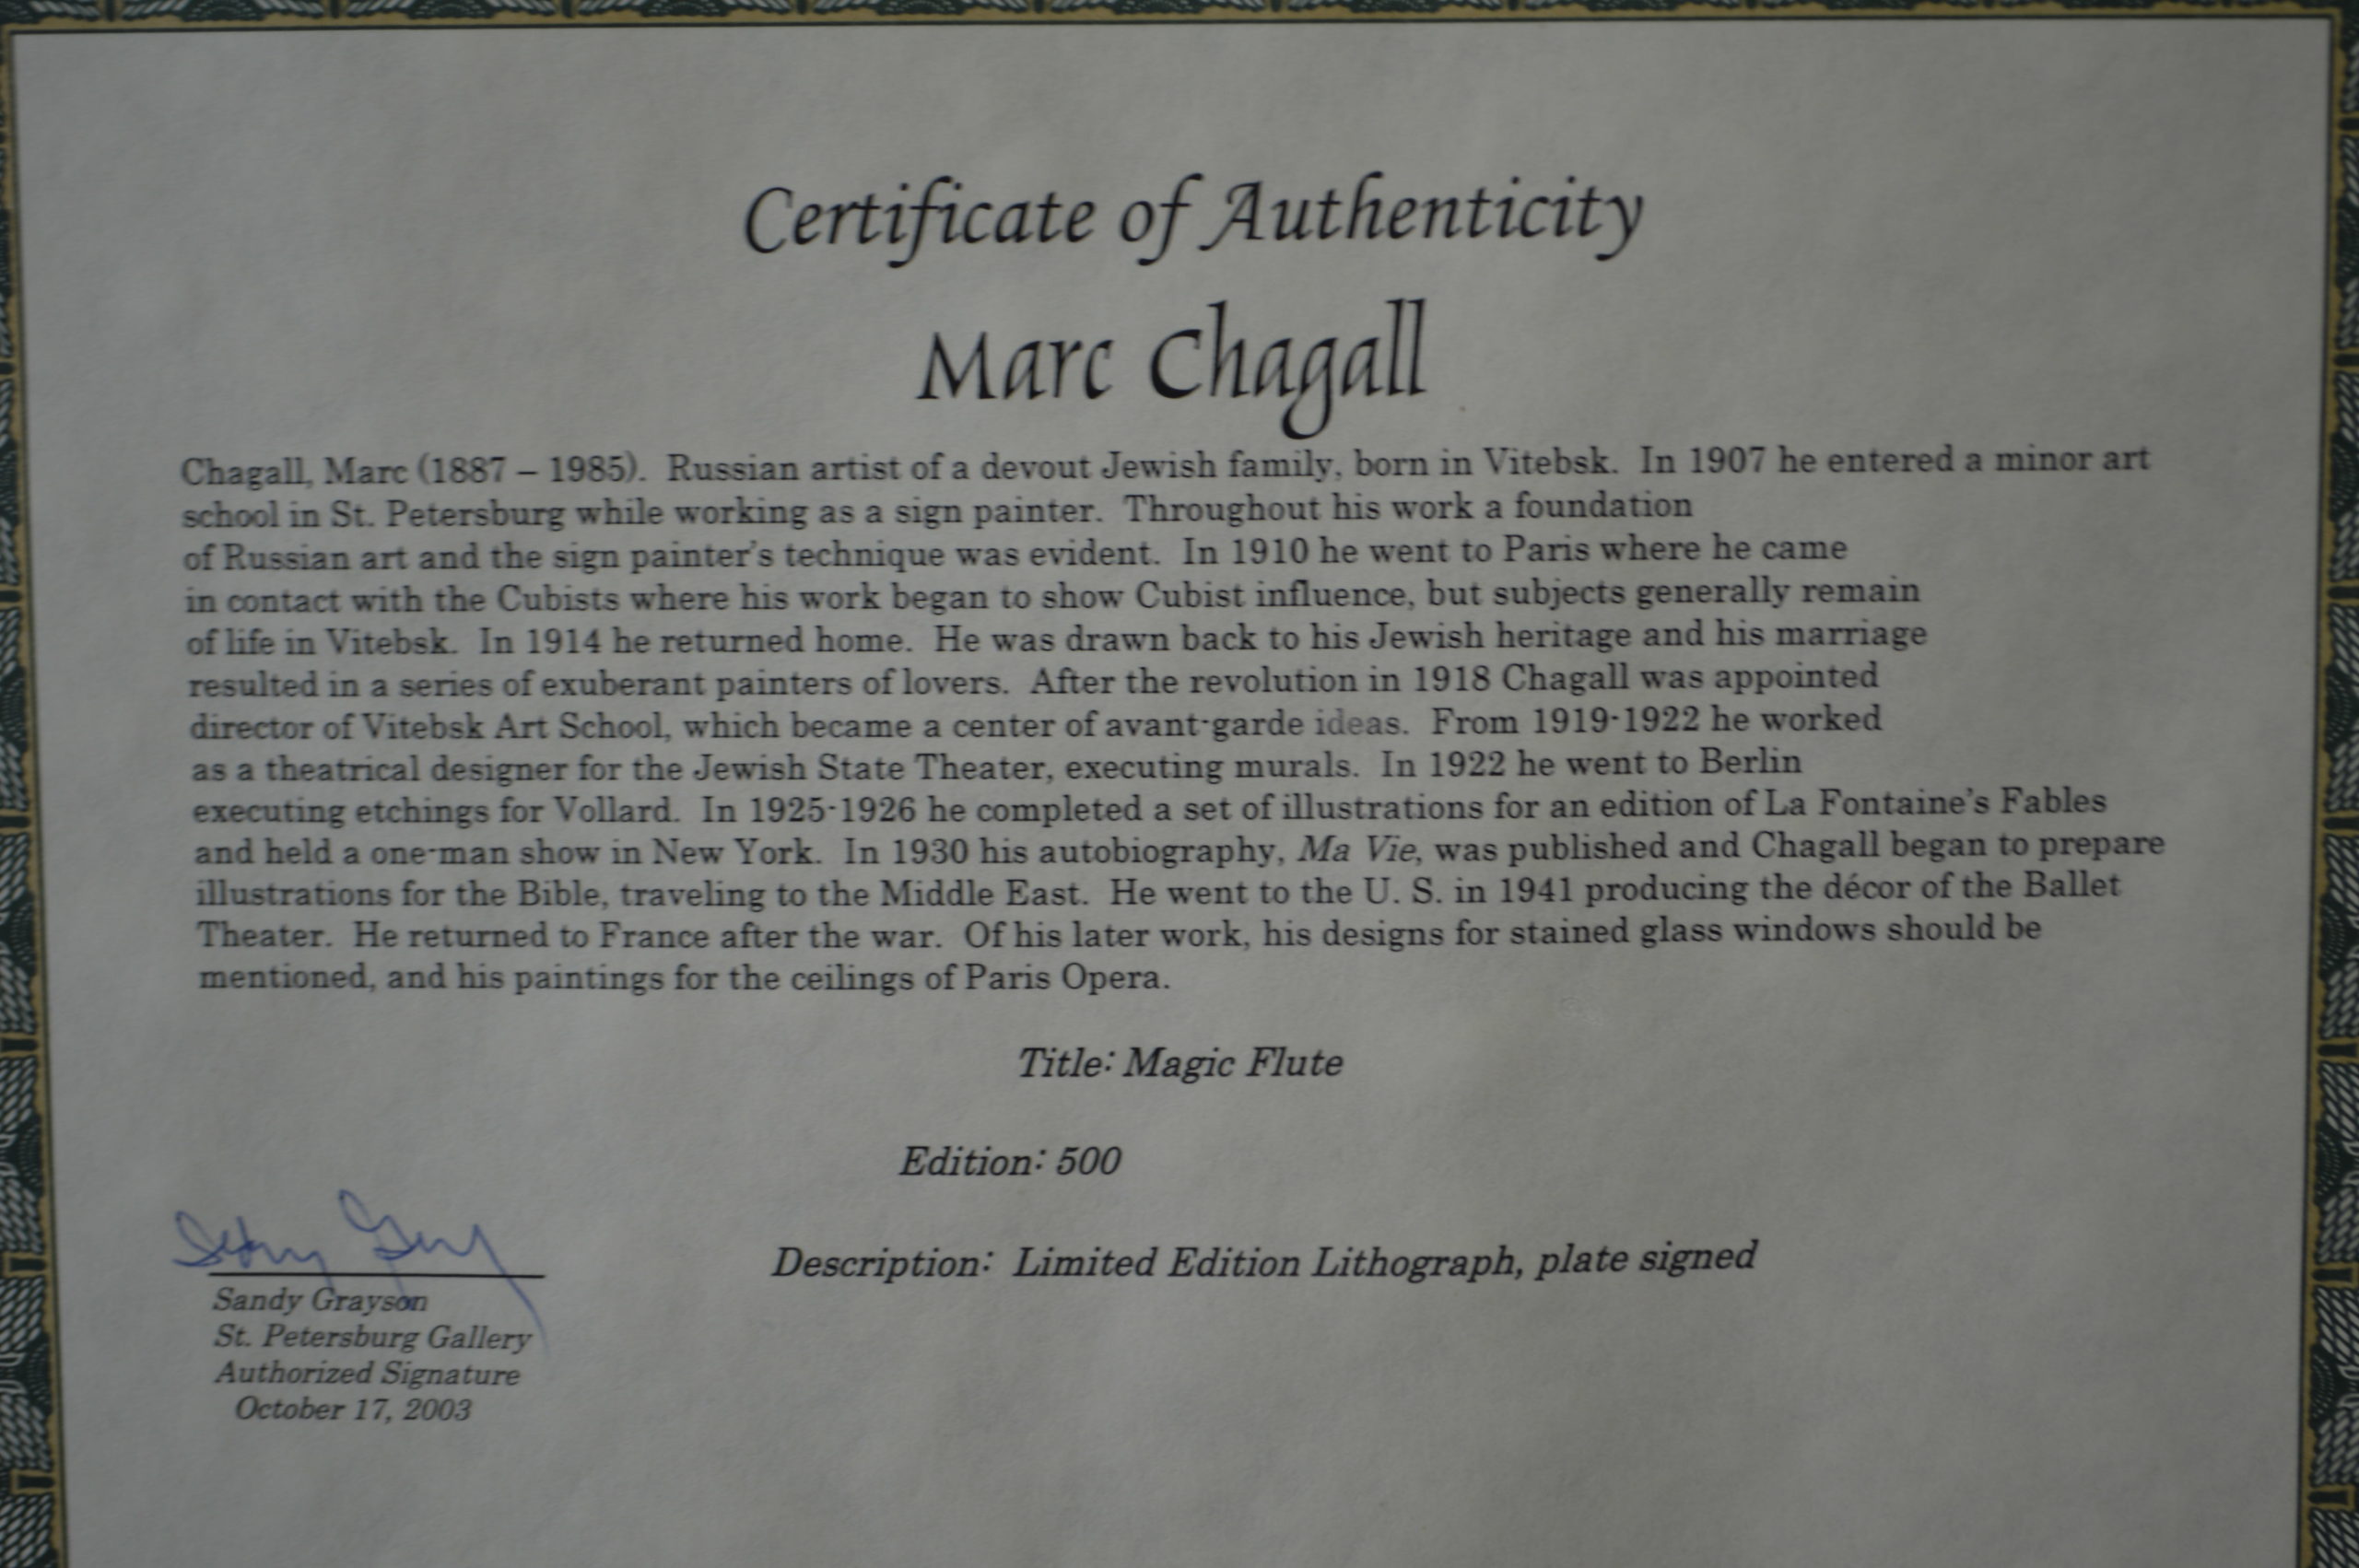 Certificate of Authenticity
Marc Chagall
Chagall, Marc (1887 – 1985). Russian artist of a devout Jewish family, born in Vitebsk. In 1907 he entered a minor art
school in St. Petersburg while working as a sign painter. Throughout his work a foundation
of Russian art and the sign painter's technique was evident. In 1910 he went to Paris where he came
in contact with the Cubists where his work began to show Cubist influence, but subjects generally remain
of life in Vitebsk. In 1914 he returned home. He was drawn back to his Jewish heritage and his marriage
resulted in a series of exuberant painters of lovers. After the revolution in 1918 Chagall was appointed
director of Vitebsk Art School, which became a center of avant-garde ideas. From 1919-1922 he worked
as a theatrical designer for the Jewish State Theater, executing murals. In 1922 he went to Berlin
executing etchings for Vollard. In 1925-1926 he completed a set of illustrations for an edition of La Fontaine's Fables
and held a one-man show in New York. In 1930 his autobiography, Ma Vie, was published and Chagall began to prepare
illustrations for the Bible, traveling to the Middle East. He went to the U. S. in 1941 producing the décor of the Ballet
Theater. He returned to France after the war. Of his later work, his designs for stained glass windows should be
mentioned, and his paintings for the ceilings of Paris Opera.
Title: Magic Flute
Edition: 500
Description: Limited Edition Lithograph, plate signed
Sandy Grayson
St. Petersburg Gallery
Authorized Signature
October 17, 2003